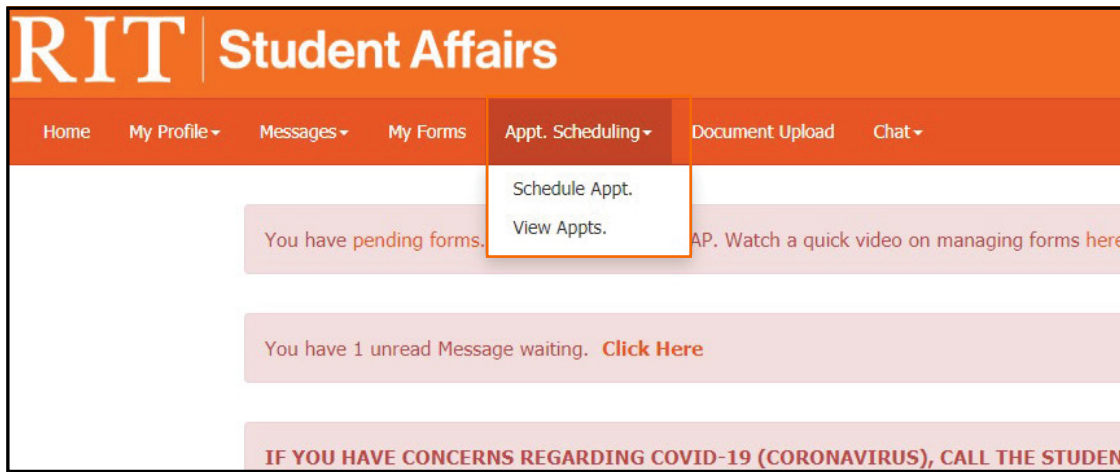 RIT Student Affairs
Home My Profile Messages My Forms Appt. Scheduling Document Upload Chat
Schedule Appt.
View Appts.
You have pending forms. AP. Watch a quick video on managing forms here
You have 1 unread Message waiting. Click Here
IF YOU HAVE CONCERNS REGARDING COVID-19 (CORONAVIRUS), CALL THE STUDE